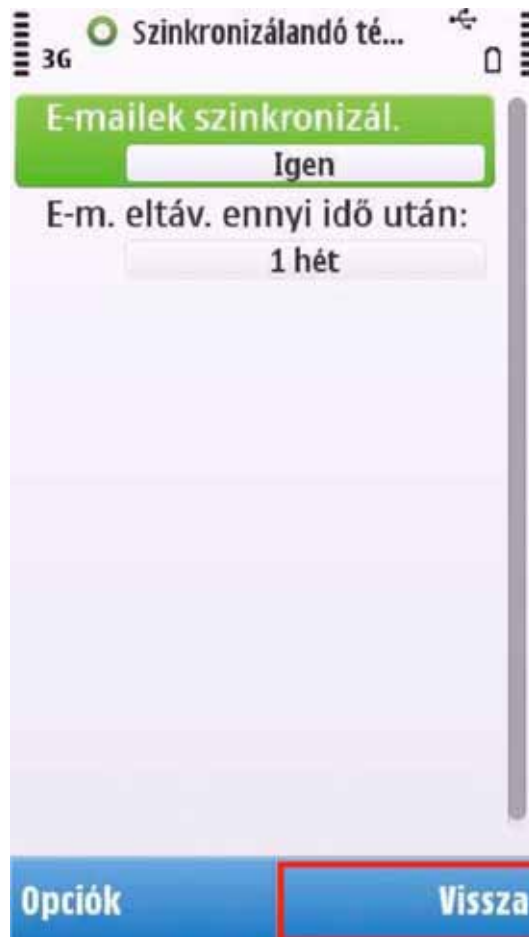 Szinkronizálandó té...
3G
E-mailek szinkronizál.
Igen
E-m. eltáv. ennyi idő után:
1 hét
Opciók
Vissza